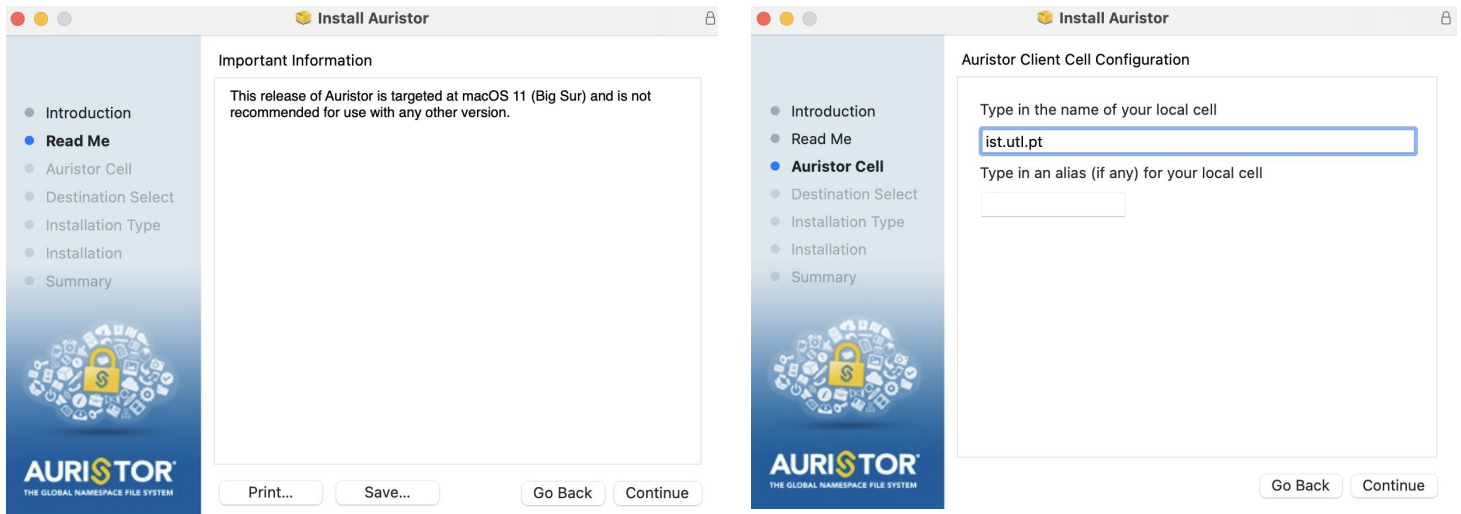 Install Auristor
Important Information
This release of Auristor is targeted at macOS 11 (Big Sur) and is not
recommended for use with any other version.
Introduction
Read Me
Auristor Cell
Destination Select
Installation Type
Installation
Summary
AURISTOR
THE GLOBAL NAMESPACE FILE SYSTEM
Print...
Save...
Go Back
Continue
Install Auristor
Auristor Client Cell Configuration
Introduction
Read Me
Auristor Cell
Destination Select
Installation Type
Installation
Summary
Type in the name of your local cell
ist.utl.pt
Type in an alias (if any) for your local cell
AURISTOR
THE GLOBAL NAMESPACE FILE SYSTEM
Go Back
Continue